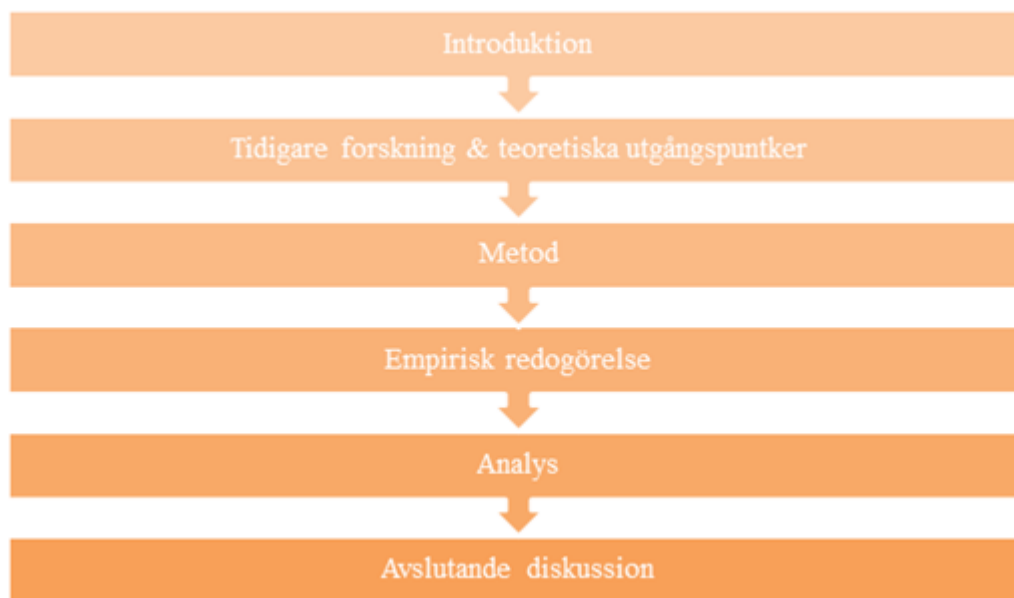 Introduktion
Tidigare forskning & teoretiska utgångspuntker
Metod
Empirisk redogörelse
Analys
Avslutande diskussion